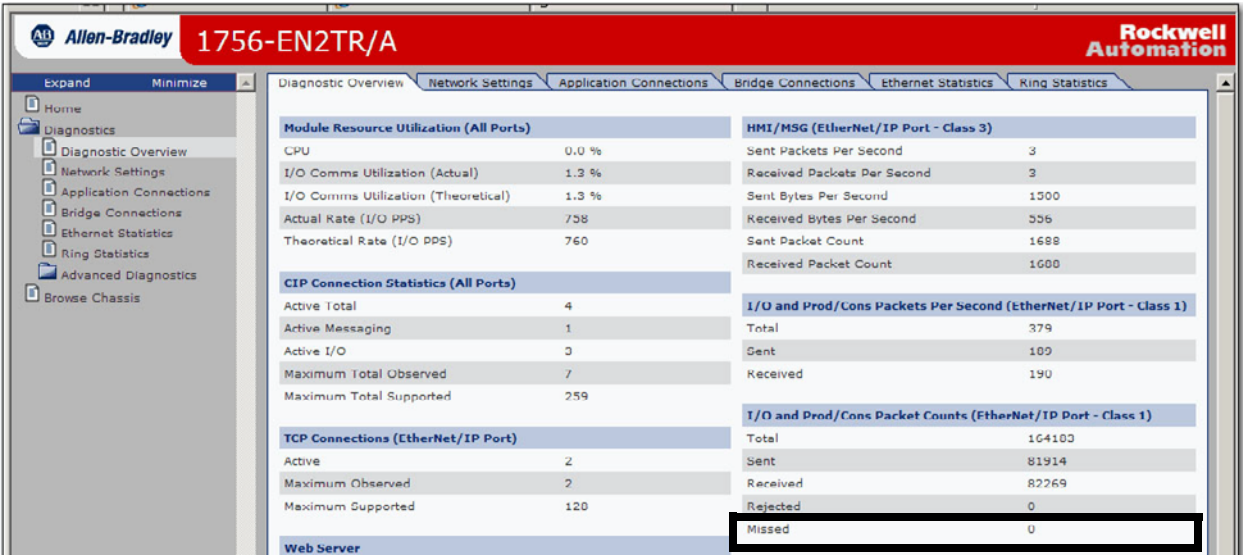 Allen-Bradley 1756-EN2TR/A Rockwell Automation
Expand Minimize
Home
Diagnostics
Diagnostic Overview
Network Settings
Application Connections
Bridge Connections
Ethernet Statistics
Ring Statistics
Advanced Diagnostics
Browse Chassis
Diagnostic Overview Network Settings Application Connections Bridge Connections Ethernet Statistics Ring Statistics
Module Resource Utilization (All Ports)
CPU 0.0 %
I/O Comms Utilization (Actual) 1.3 %
I/O Comms Utilization (Theoretical) 1.3 %
Actual Rate (I/O PPS) 758
Theoretical Rate (I/O PPS) 760
CIP Connection Statistics (All Ports)
Active Total 4
Active Messaging 1
Active I/O 3
Maximum Total Observed 7
Maximum Total Supported 259
TCP Connections (EtherNet/IP Port)
Active 2
Maximum Observed 2
Maximum Supported 128
Web Server
HMI/MSG (EtherNet/IP Port - Class 3)
Sent Packets Per Second 3
Received Packets Per Second 3
Sent Bytes Per Second 1500
Received Bytes Per Second 556
Sent Packet Count 1688
Received Packet Count 1688
I/O and Prod/Cons Packets Per Second (EtherNet/IP Port - Class 1)
Total 379
Sent 189
Received 190
I/O and Prod/Cons Packet Counts (EtherNet/IP Port - Class 1)
Total 164183
Sent 81914
Received 82269
Rejected 0
Missed 0